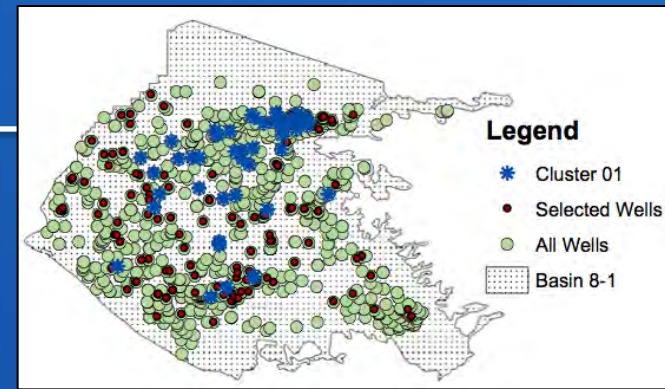 Legend
Cluster 01
Selected Wells
All Wells
Basin 8-1